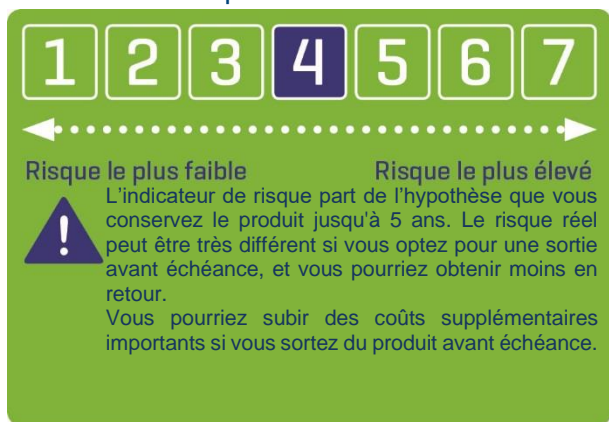 1 2 3 4 5 6 7
Risque le plus faible Risque le plus élevé
!
L'indicateur de risque part de l'hypothèse que vous
conservez le produit jusqu'à 5 ans. Le risque réel
peut être très différent si vous optez pour une sortie
avant échéance, et vous pourriez obtenir moins en
retour.
Vous pourriez subir des coûts supplémentaires
importants si vous sortez du produit avant échéance.